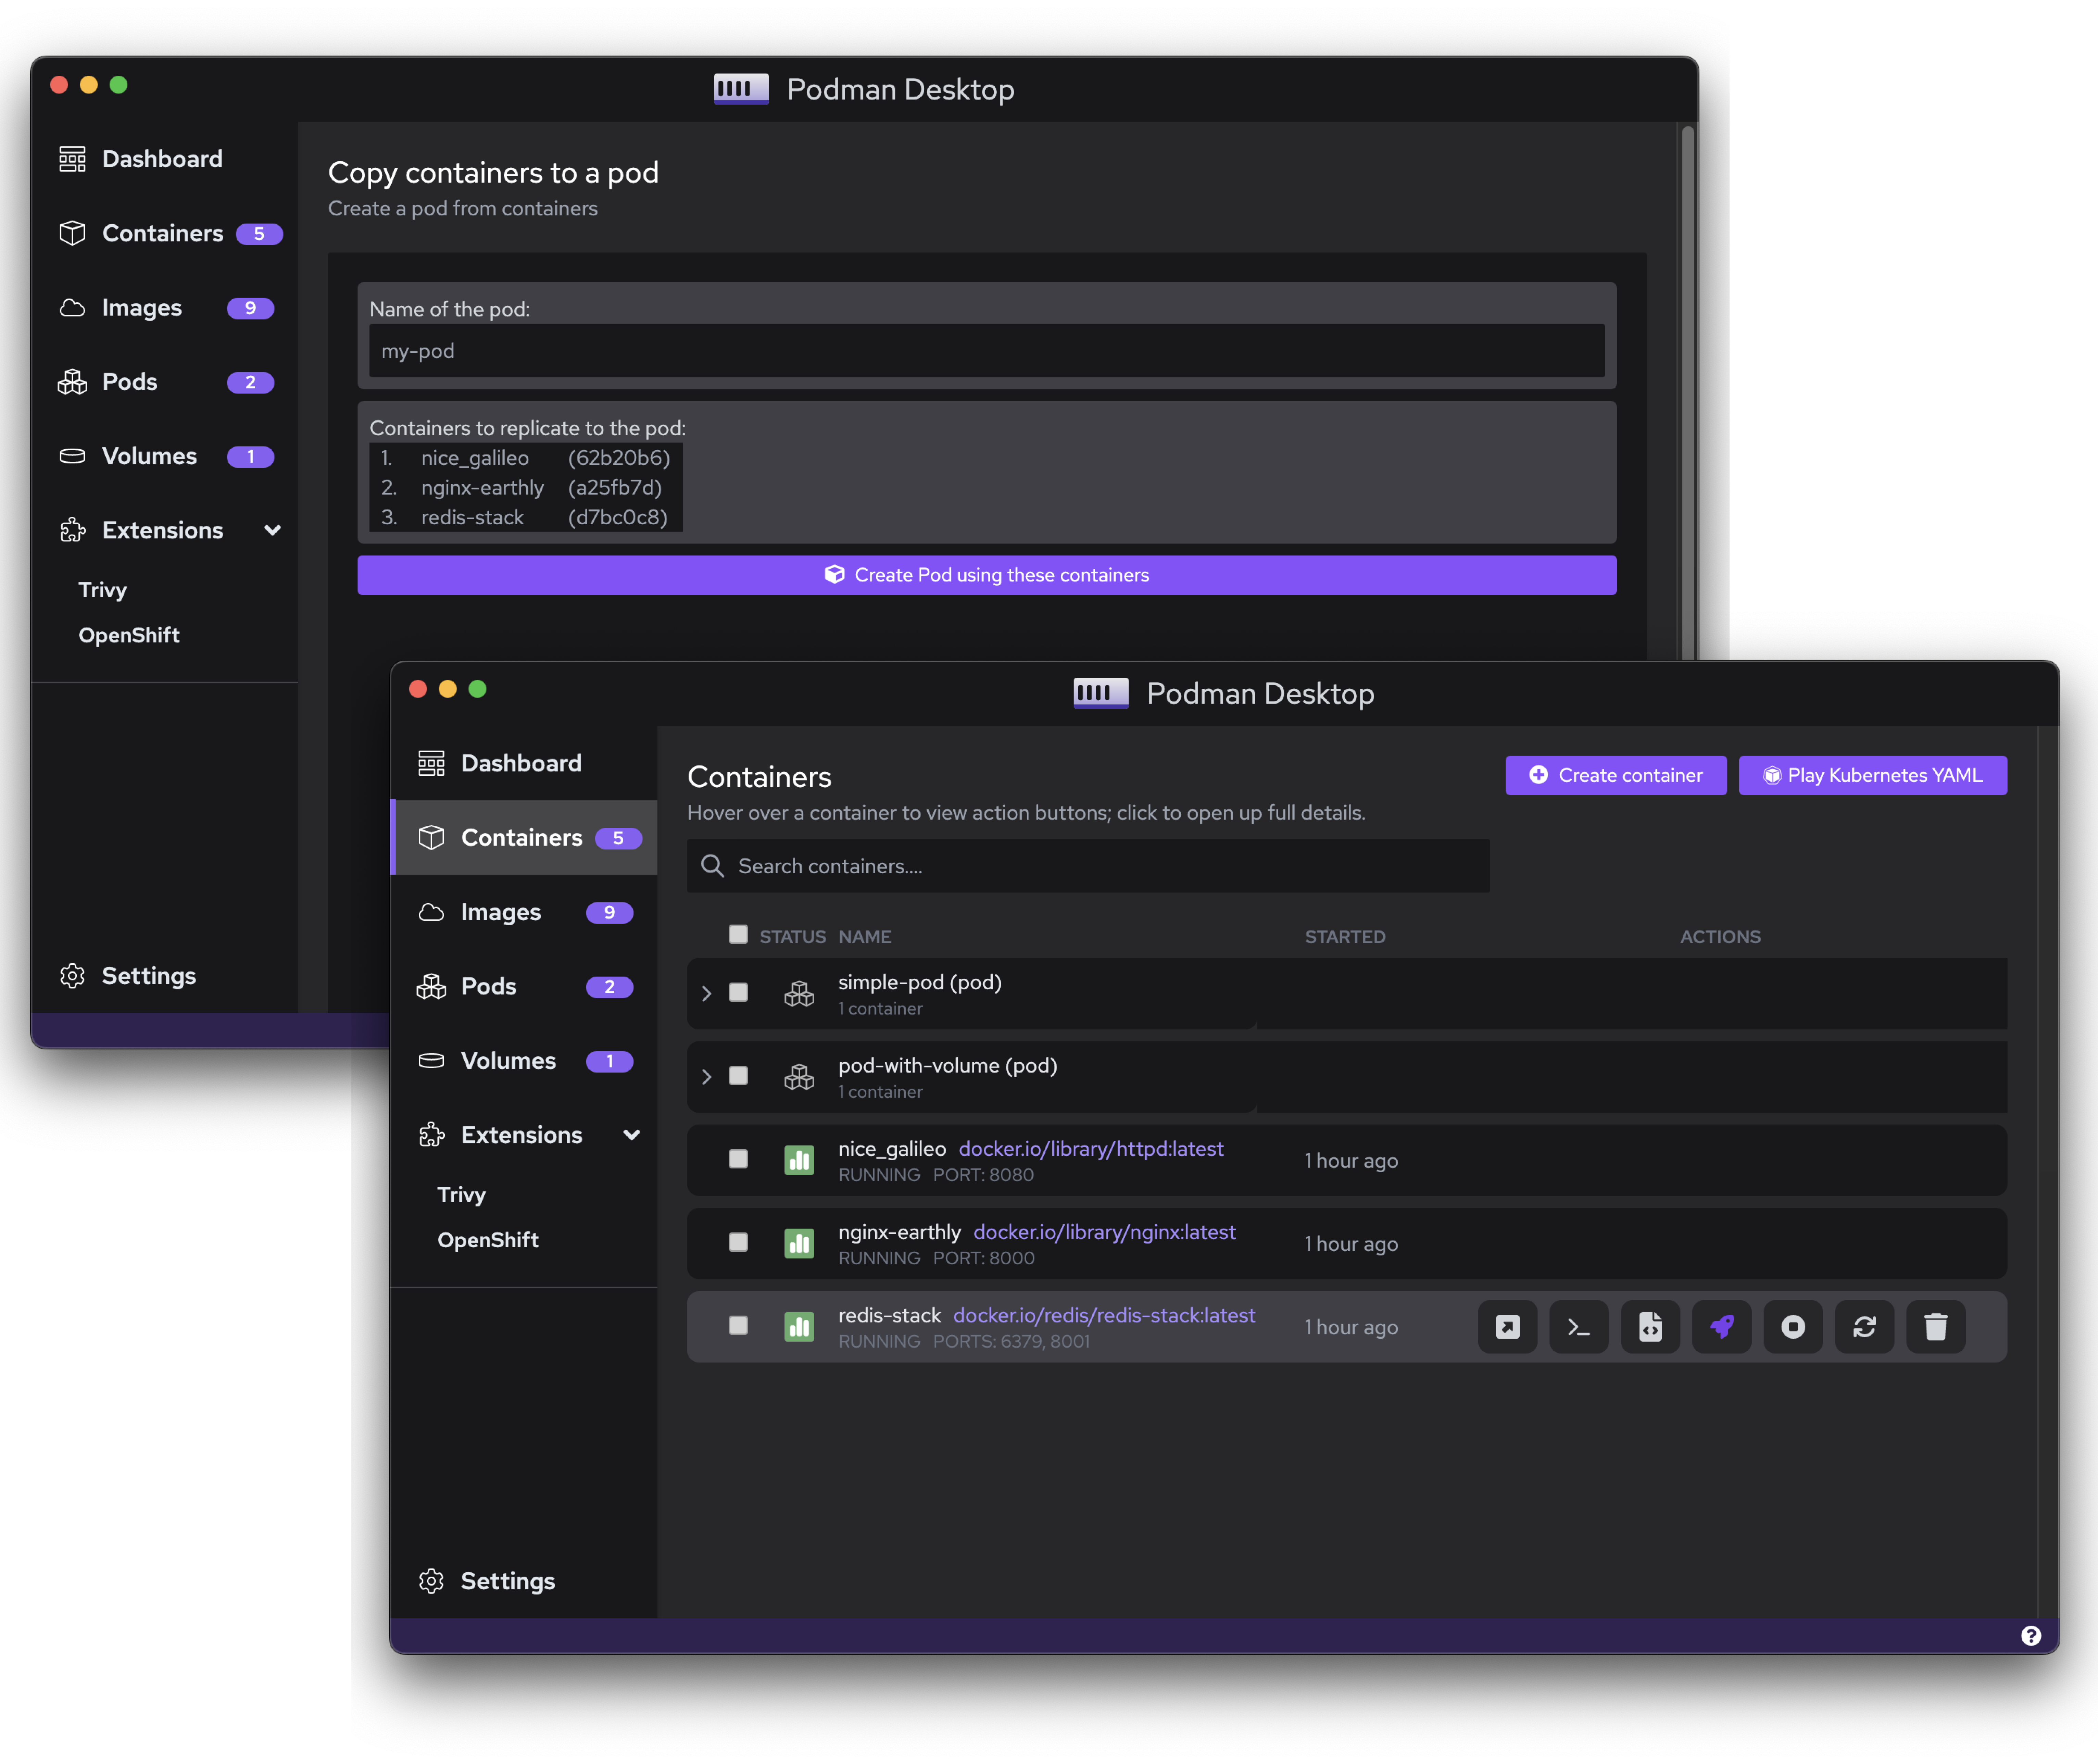 Podman Desktop
Dashboard
Containers 5
Images 9
Pods 2
Volumes 1
Extensions
Trivy
OpenShift
Settings
Copy containers to a pod
Create a pod from containers
Name of the pod:
my-pod
Containers to replicate to the pod:
1. nice_galileo (62b20b6)
2. nginx-earthly (a25fb7d)
3. redis-stack (d7bc0c8)
Create Pod using these containers
Podman Desktop
Dashboard
Containers 5
Images 9
Pods 2
Volumes 1
Extensions
Trivy
OpenShift
Settings
Containers
Create container
Play Kubernetes YAML
Hover over a container to view action buttons; click to open up full details.
Search containers....
STATUS NAME STARTED ACTIONS
simple-pod (pod)
1 container
pod-with-volume (pod)
1 container
nice_galileo docker.io/library/httpd:latest
RUNNING PORT: 8080
1 hour ago
nginx-earthly docker.io/library/nginx:latest
RUNNING PORT: 8000
1 hour ago
redis-stack docker.io/redis/redis-stack:latest
RUNNING PORTS: 6379, 8001
1 hour ago
?